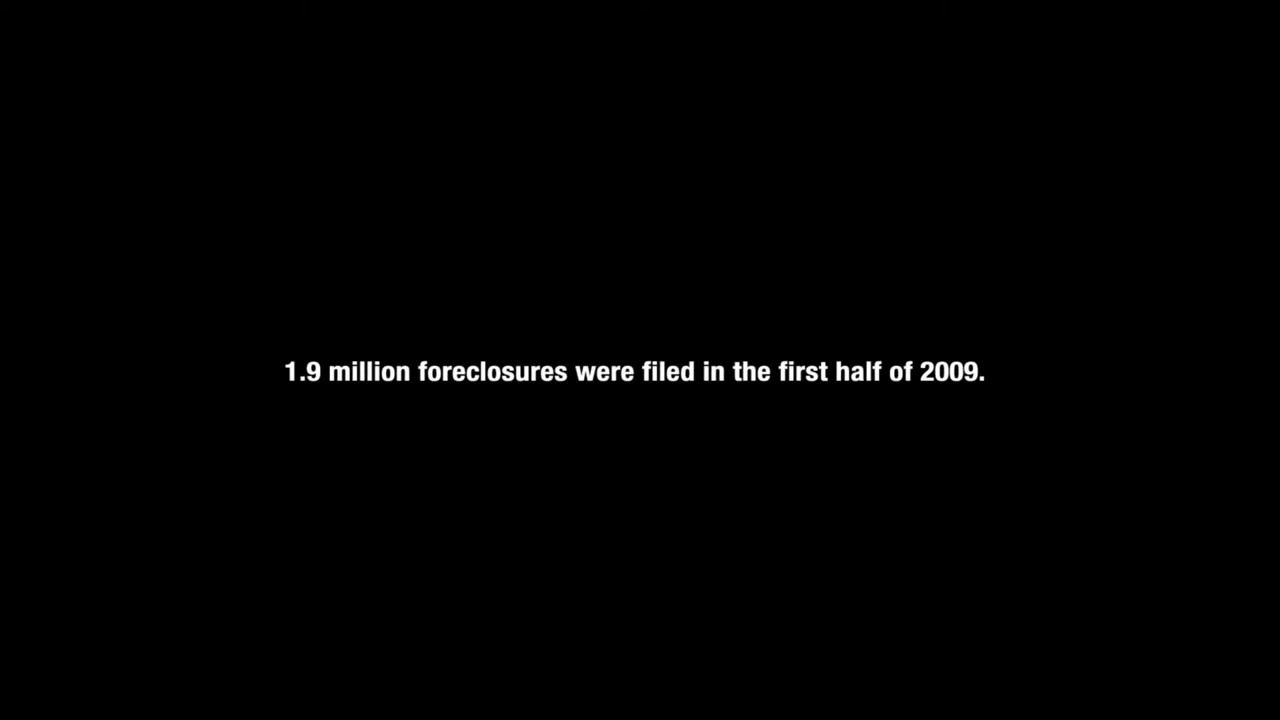 1.9 million foreclosures were filed in the first half of 2009.